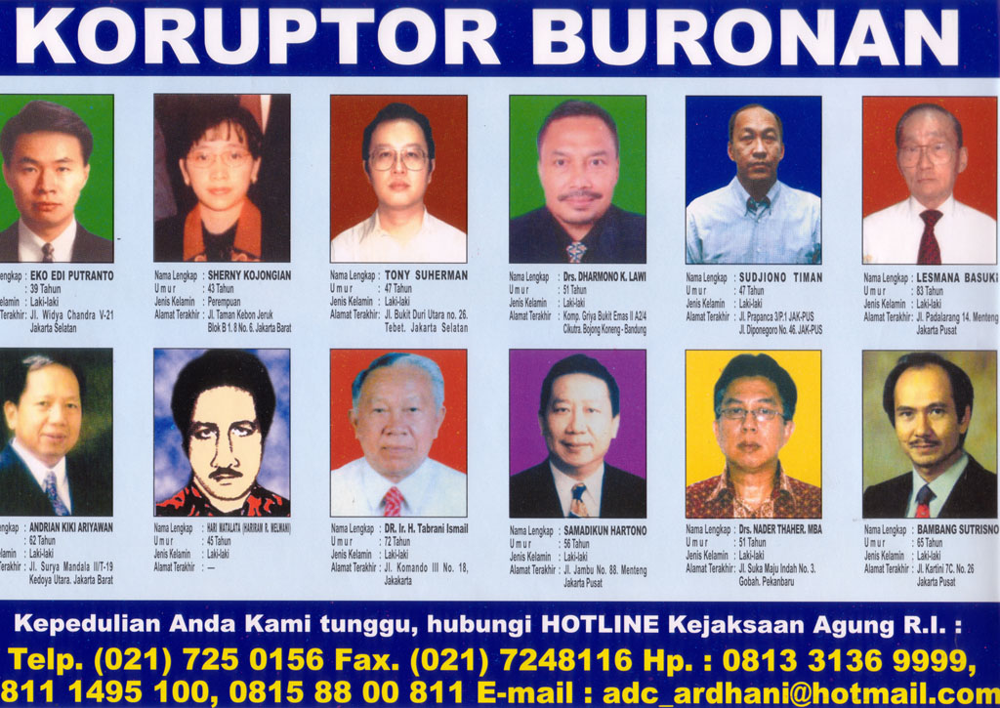 KORUPTOR BURONAN
engkap : EKO EDI PUTRANTO
: 39 Tahun
elamin : Laki-laki
Terakhir : Jl. Widya Chandra V-21
Jakarta Selatan
Nama Lengkap : SHERNY KOJONGIAN
U m u r : 43 Tahun
Jenis Kelamin : Perempuan
Alamat Terakhir: Jl. Taman Kebon Jeruk
Blok B 1. 8 No. 6. Jakarta Barat
Nama Lengkap : TONY SUHERMAN
U m u r : 47 Tahun
Jenis Kelamin : Laki-laki
Alamat Terakhir : Jl. Bukit Duri Utara no. 26.
Tebet. Jakarta Selatan
Nama Lengkap : Drs. DHARMONO K. LAWI
U m u r : 51 Tahun
Jenis Kelamin : Laki-laki
Alamat Terakhir : Komp. Griya Bukit Emas II A2/4
Cikutra. Bojong Koneng - Bandung
Nama Lengkap : SUDJIONO TIMAN
U m u r : 47 Tahun
Jenis Kelamin : Laki-laki
Alamat Terakhir : Jl. Prapanca 3/P.1 JAK-PUS
Jl. Diponegoro No. 46. JAK-PUS
Nama Lengkap : LESMANA BASUKI
U m u r : 83 Tahun
Jenis Kelamin : Laki-laki
Alamat Terakhir : Jl. Padalarang 14. Menteng
Jakarta Pusat
engkap : ANDRIAN KIKI ARIYAWAN
: 62 Tahun
Kelamin : Laki-laki
Terakhir : Jl. Surya Mandala II/T-19
Kedoya Utara. Jakarta Barat
Nama Lengkap : HARI MATALATA (HARIRAM R. MELWANI)
U m u r : 45 Tahun
Jenis Kelamin : Laki-laki
Alamat Terakhir : —
Nama Lengkap : DR. Ir. H. Tabrani Ismail
U m u r : 72 Tahun
Jenis Kelamin : Laki-laki
Alamat Terakhir : Jl. Komando III No. 18,
Jakakarta
Nama Lengkap : SAMADIKUN HARTONO
U m u r : 56 Tahun
Jenis Kelamin : Laki-laki
Alamat Terakhir : Jl. Jambu No. 88. Menteng
Jakarta Pusat
Nama Lengkap : Drs. NADER THAHER. MBA
U m u r : 51 Tahun
Jenis Kelamin : Laki-laki
Alamat Terakhir : Jl. Suka Maju Indah No. 3.
Gobah. Pekanbaru
Nama Lengkap : BAMBANG SUTRISNO
U m u r : 65 Tahun
Jenis Kelamin : Laki-laki
Alamat Terakhir : Jl. Kartini 7C. No. 26
Jakarta Pusat
Kepedulian Anda Kami tunggu, hubungi HOTLINE Kejaksaan Agung R.I. :
Telp. (021) 725 0156 Fax. (021) 7248116 Hp. : 0813 3136 9999,
811 1495 100, 0815 88 00 811 E-mail : adc_ardhani@hotmail.com